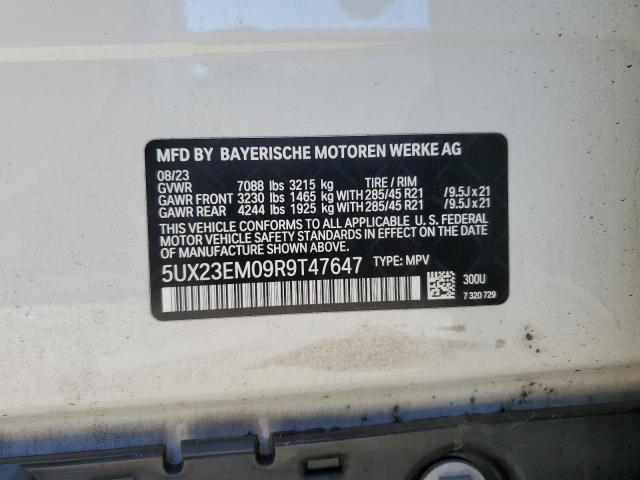 MFD BY BAYERISCHE MOTOREN WERKE AG
08/23
GVWR 7088 lbs 3215 kg TIRE / RIM
GAWR FRONT 3230 lbs 1465 kg WITH 285/45 R21 /9.5J x 21
GAWR REAR 4244 lbs 1925 kg WITH 285/45 R21 /9.5J x 21
THIS VEHICLE CONFORMS TO ALL APPLICABLE U. S. FEDERAL
MOTOR VEHICLE SAFETY STANDARDS IN EFFECT ON THE DATE
OF MANUFACTURE SHOWN ABOVE.
5UX23EM09R9T47647 TYPE: MPV
300U
7 320 729